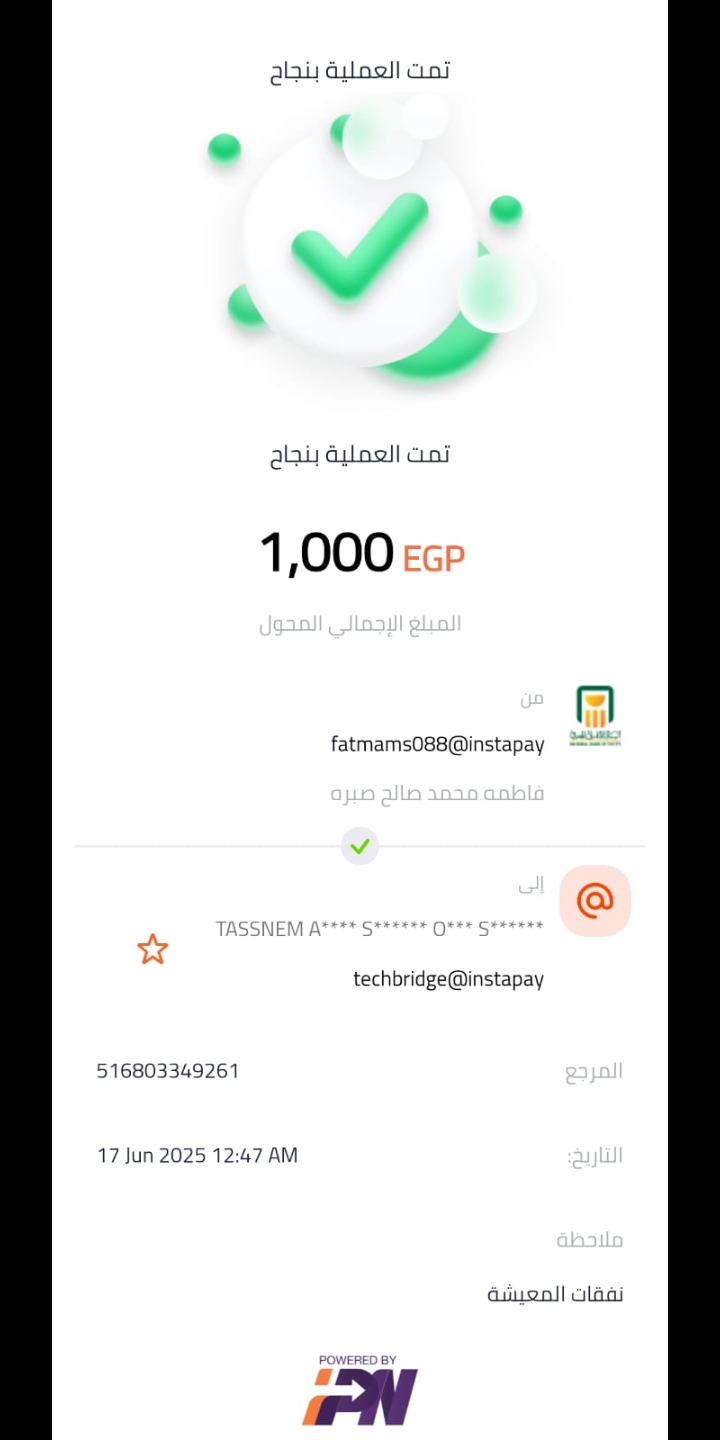 تمت العملية بنجاح
تمت العملية بنجاح
1,000 EGP
المبلغ الإجمالي المحول
من
fatmams088@instapay
فاطمه محمد صالح صبره
إلى
TASSNEM A**** S****** O*** S******
techbridge@instapay
المرجع
516803349261
التاريخ:
17 Jun 2025 12:47 AM
ملاحظة
نفقات المعيشة
POWERED BY
IPN